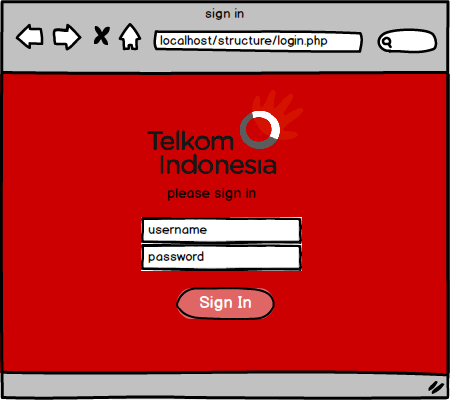 sign in
localhost/structure/login.php
Telkom
Indonesia
please sign in
username
password
Sign In